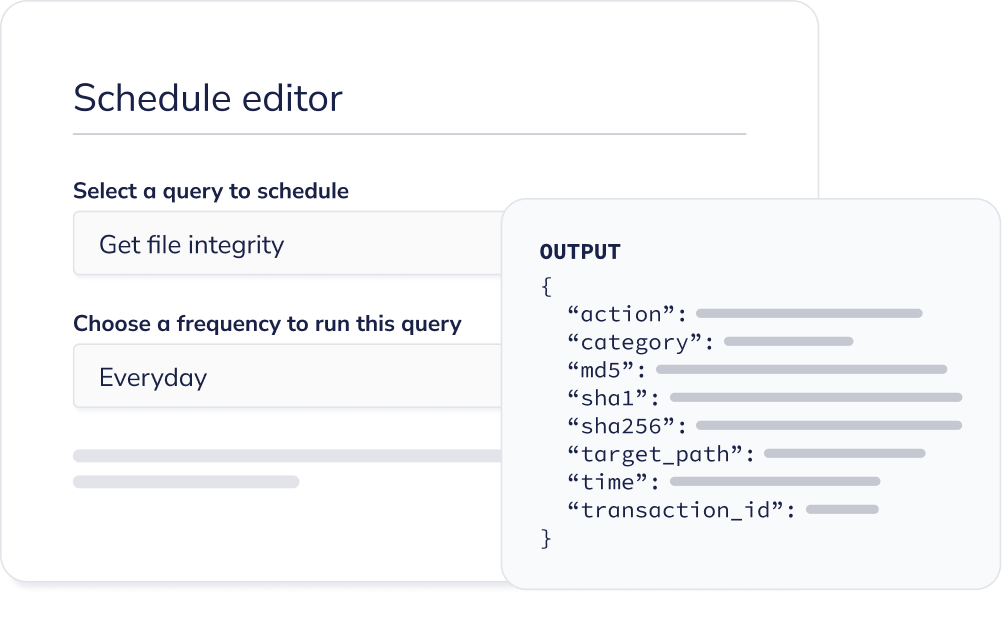 Schedule editor
Select a query to schedule
Get file integrity
Choose a frequency to run this query
Everyday
OUTPUT
{
“action”:
“category”:
“md5”:
“sha1”:
“sha256”:
“target_path”:
“time”:
“transaction_id”:
}